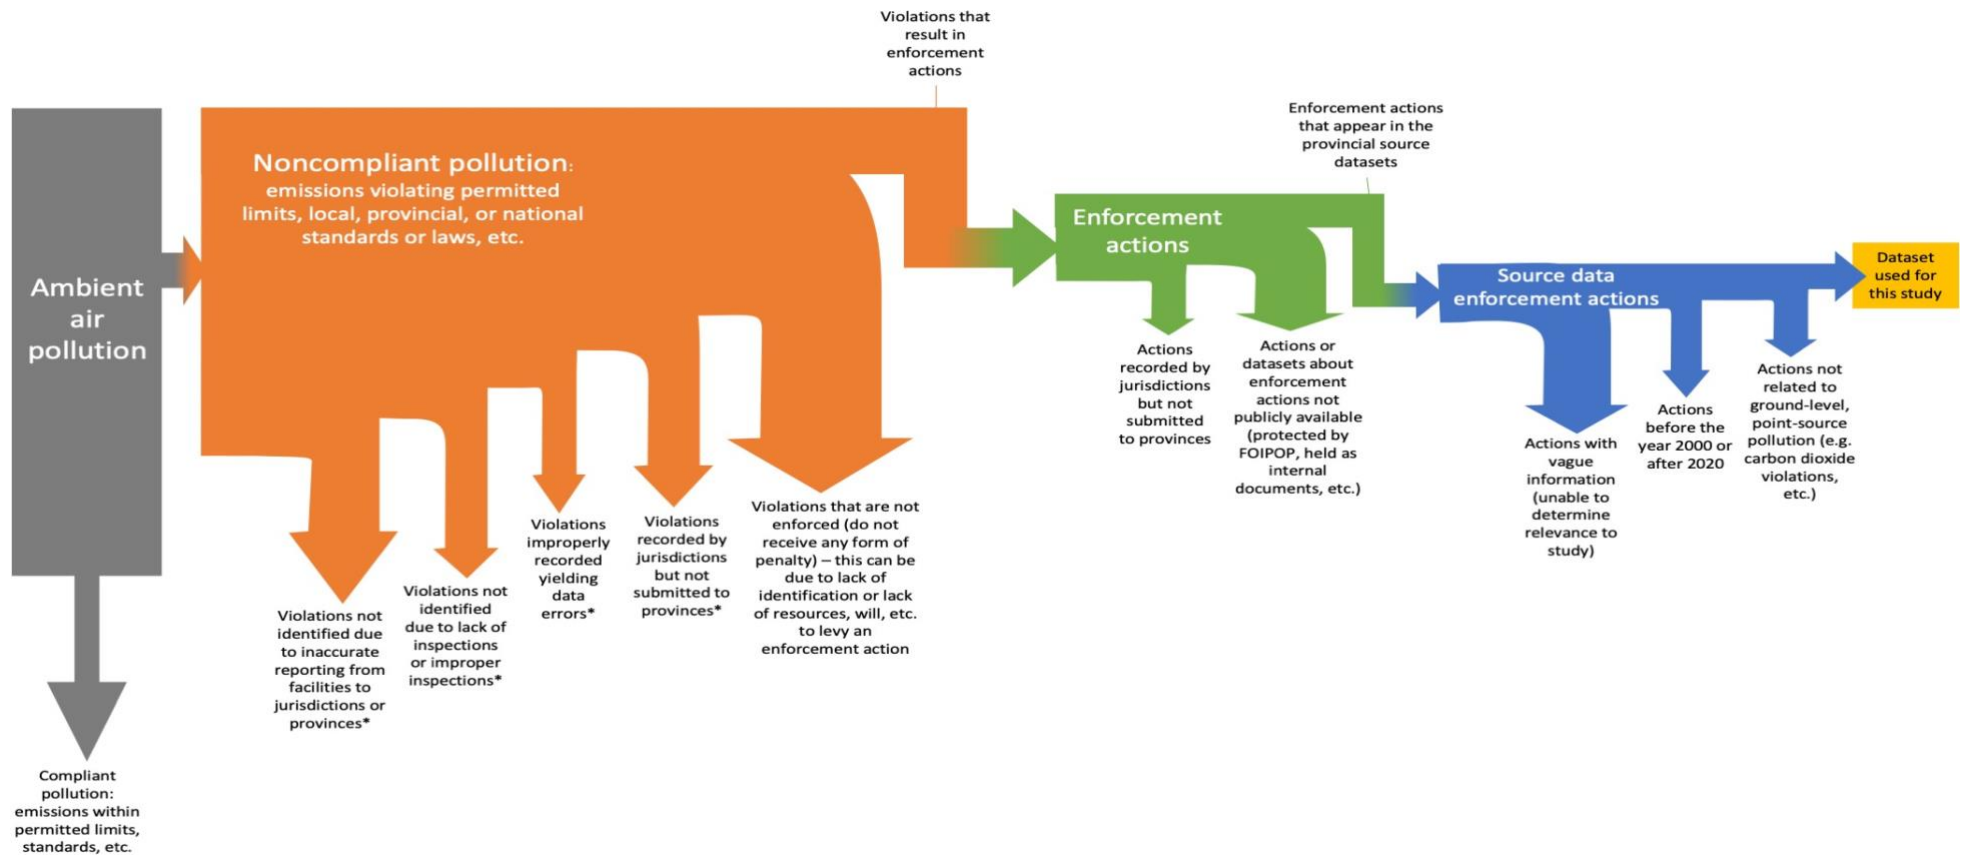 Violations that
result in
enforcement
actions
Enforcement actions
that appear in the
provincial source
datasets
Ambient
air
pollution
Noncompliant pollution:
emissions violating permitted
limits, local, provincial, or national
standards or laws, etc.
Enforcement
actions
Source data
enforcement actions
Dataset
used for
this study
Compliant
pollution:
emissions within
permitted limits,
standards, etc.
Violations not
identified due
to inaccurate
reporting from
facilities to
jurisdictions or
provinces*
Violations not
identified
due to lack of
inspections
or improper
inspections*
Violations
improperly
recorded
yielding
data
errors*
Violations
recorded by
jurisdictions
but not
submitted to
provinces*
Violations that are not
enforced (do not
receive any form of
penalty) – this can be
due to lack of
identification or lack
of resources, will, etc.
to levy an
enforcement action
Actions
recorded by
jurisdictions
but not
submitted
to provinces
Actions or
datasets about
enforcement
actions not
publicly available
(protected by
FOIPOP, held as
internal
documents, etc.)
Actions with
vague
information
(unable to
determine
relevance to
study)
Actions
before the
year 2000 or
after 2020
Actions not
related to
ground-level,
point-source
pollution (e.g.
carbon dioxide
violations,
etc.)